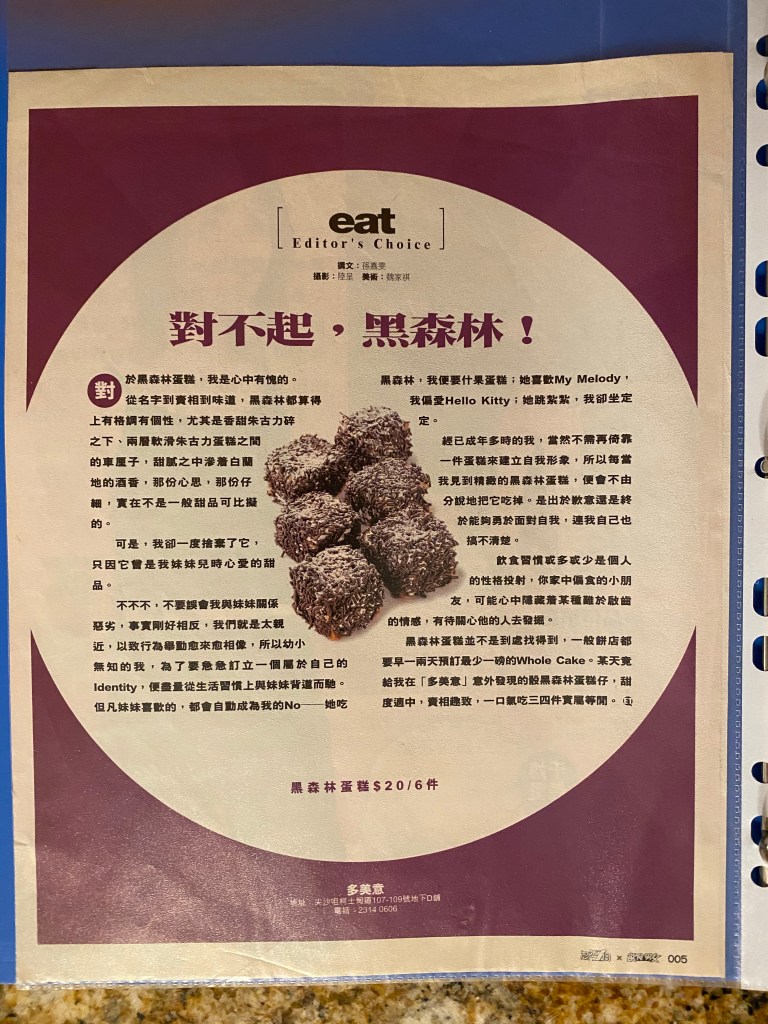 eat
Editor's Choice
撰文：孫嘉雯
攝影：陸呈 美術：魏家祺
對不起，黑森林！
對於黑森林蛋糕，我是心中有愧的。
從名字到賣相到味道，黑森林都算得
上有格調有個性，尤其是香甜朱古力碎
之下、兩層軟滑朱古力蛋糕之間
的車厘子，甜膩之中滲着白蘭
地的酒香，那份心思，那份仔
細，實在不是一般甜品可比擬
的。
可是，我卻一度捨棄了它，
只因它曾是我妹妹兒時心愛的甜
品。
不不不，不要誤會我與妹妹關係
惡劣，事實剛好相反，我們就是太親
近，以致行為舉動愈來愈相像，所以幼小
無知的我，為了要急急訂立一個屬於自己的
Identity，便盡量從生活習慣上與妹妹背道而馳。
但凡妹妹喜歡的，都會自動成為我的No──她吃
黑森林，我便要什果蛋糕；她喜歡My Melody，
我偏愛Hello Kitty；她跳紮紮，我卻坐定
定。
經已成年多時的我，當然不需再倚靠
一件蛋糕來建立自我形象，所以每當
我見到精緻的黑森林蛋糕，便會不由
分說地把它吃掉。是出於歉意還是終
於能夠勇於面對自我，連我自己也
搞不清楚。
飲食習慣或多或少是個人
的性格投射，你家中偏食的小朋
友，可能心中隱藏着某種難於啟齒
的情感，有待關心他的人去發掘。
黑森林蛋糕並不是到處找得到，一般餅店都
要早一兩天預訂最少一磅的Whole Cake。某天竟
給我在「多美意」意外發現的骰黑森林蛋糕仔，甜
度適中，賣相趣致，一口氣吃三四件實屬等閒。
黑森林蛋糕$20/6件
多美意
地址：尖沙咀柯士甸道107-109號地下D舖
電話：2314 0606
× 005